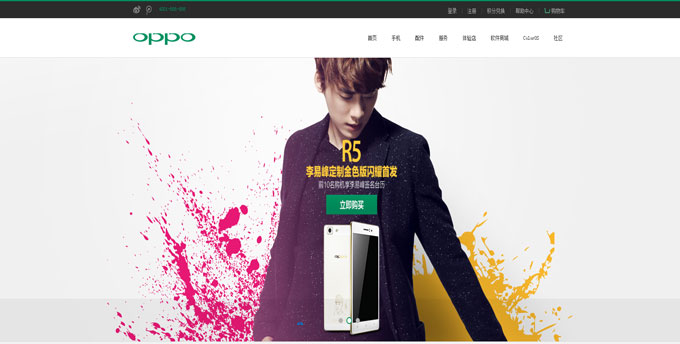 登录 注册 积分兑换 帮助中心 购物车
oppo
首页 手机 配件 服务 体验店 软件商城 ColorOS 社区
R5
李易峰定制金色版闪耀首发
前10名购机享李易峰签名台历
立即购买